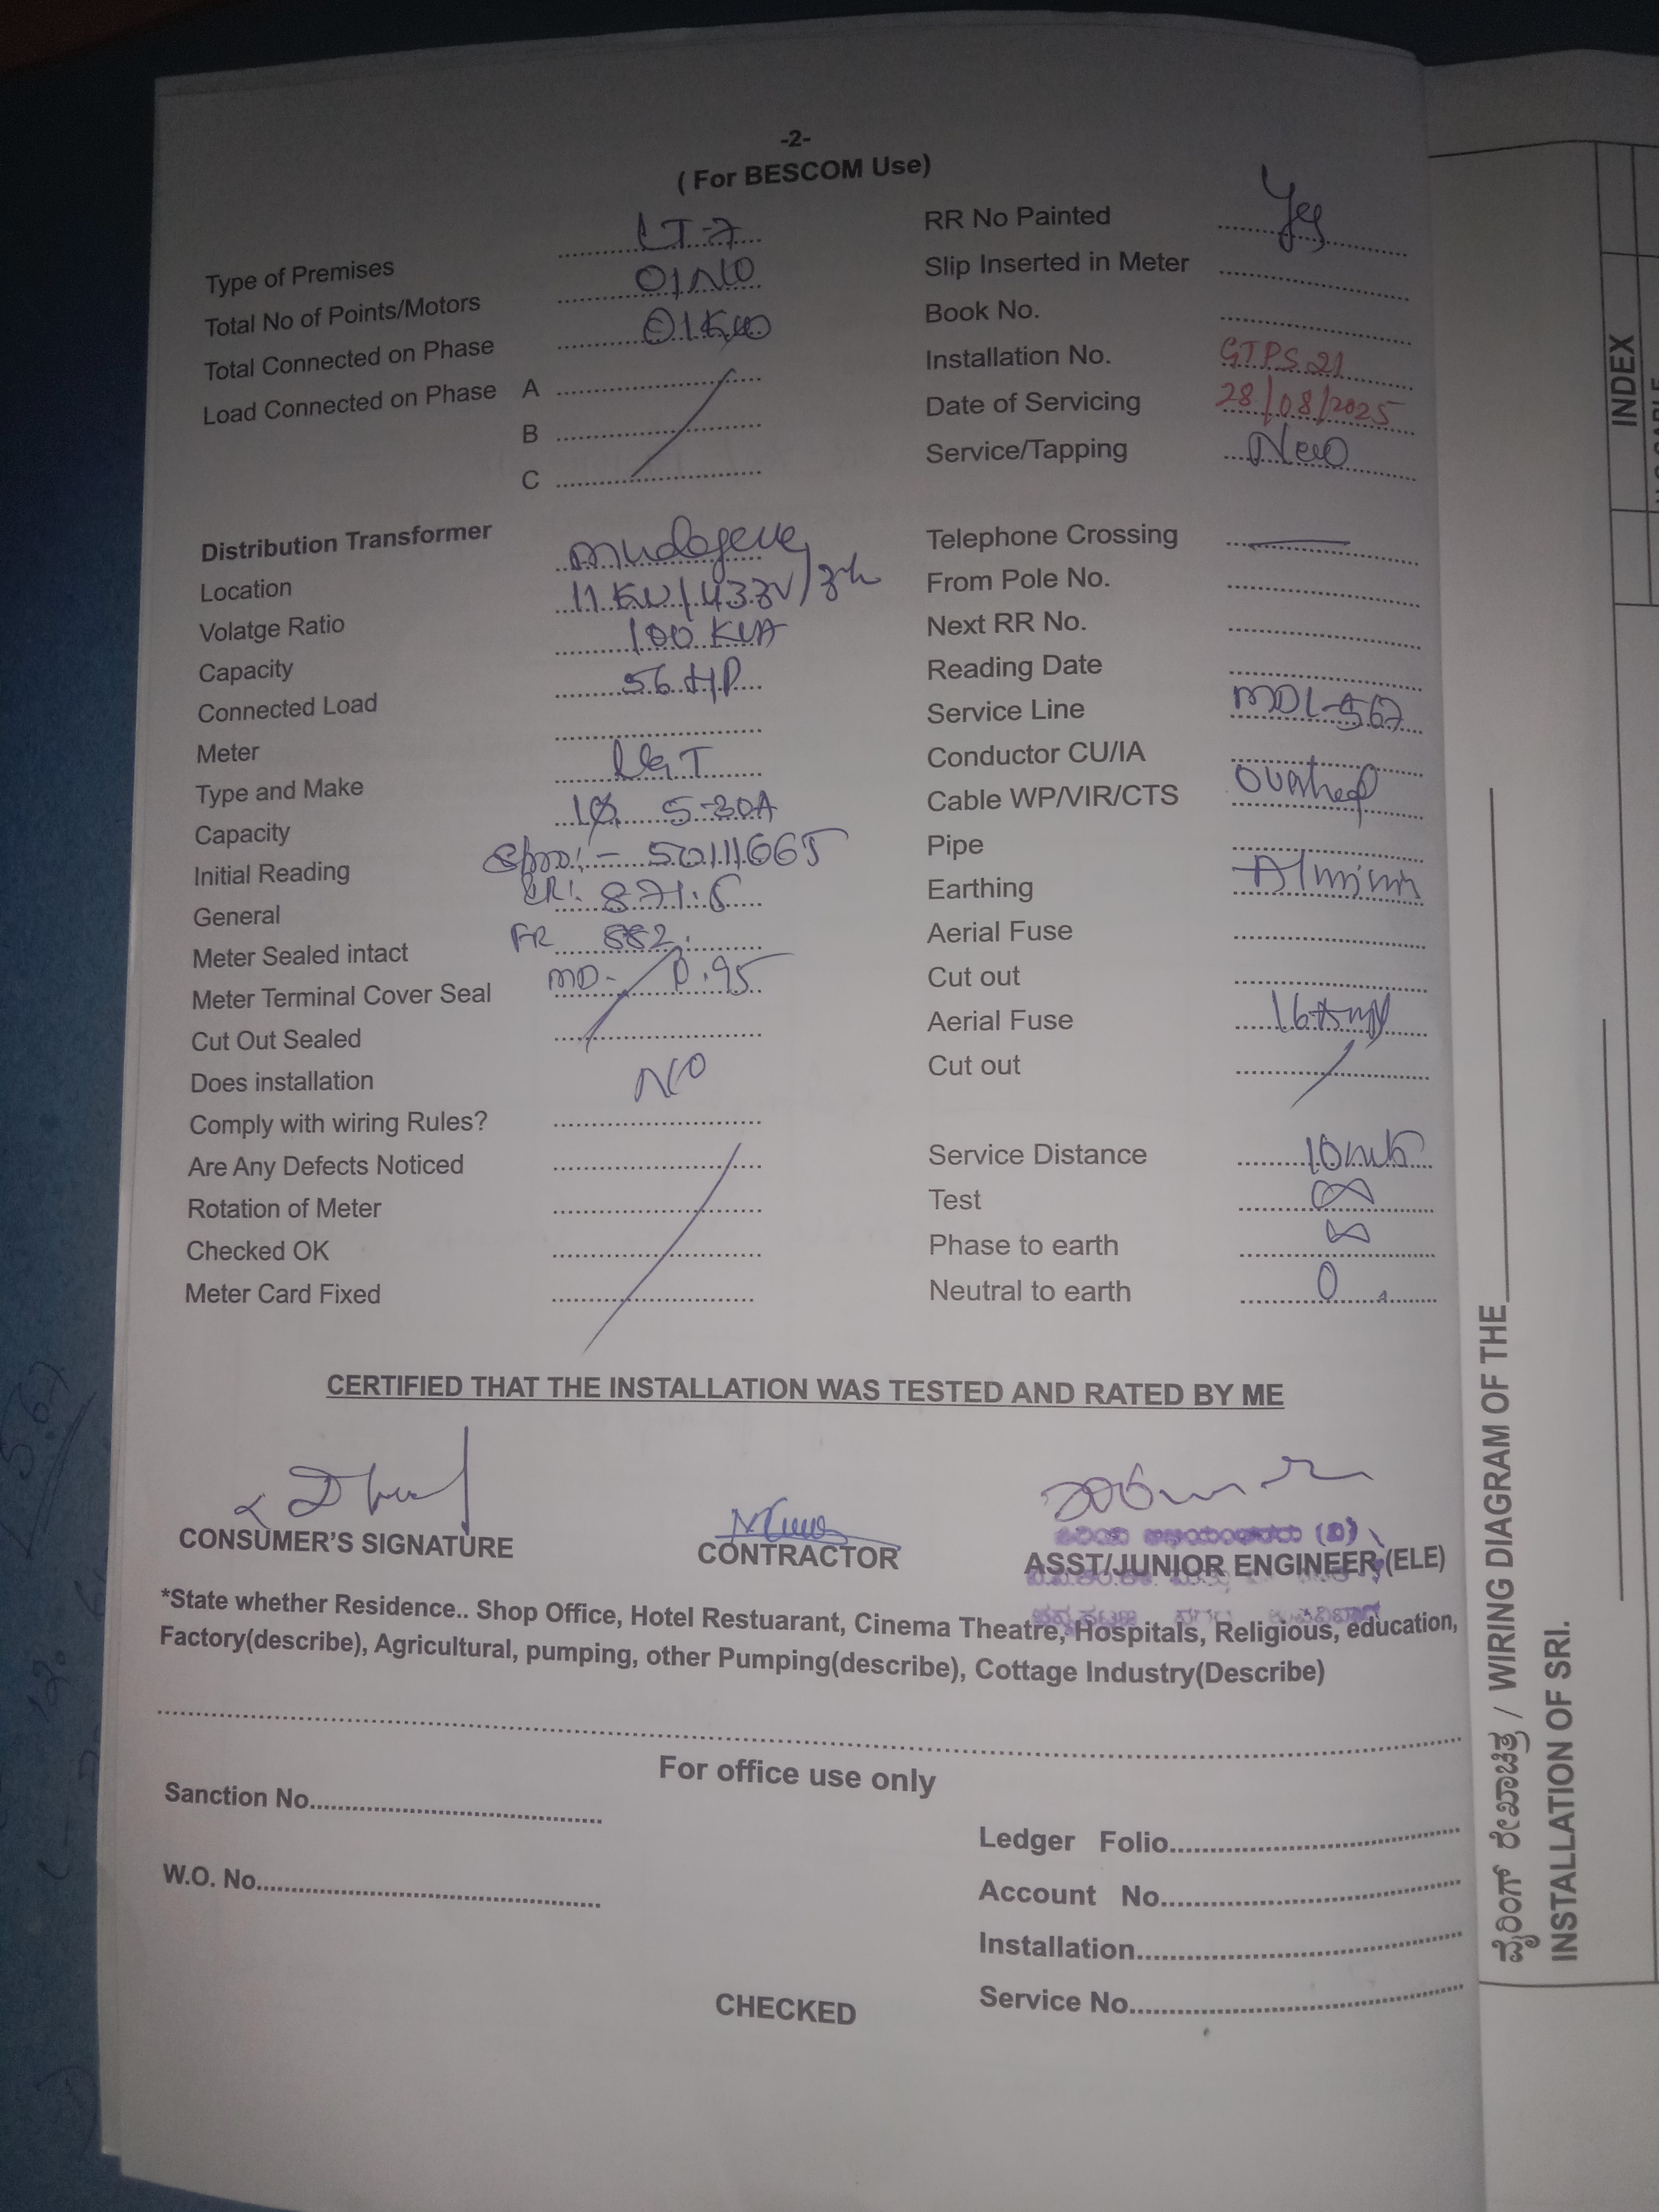 -2-
( For BESCOM Use)
Type of Premises LT-7
Total No of Points/Motors 01NO
Total Connected on Phase 01KW
Load Connected on Phase A
B
C
RR No Painted Yes
Slip Inserted in Meter
Book No.
Installation No. GTPS 21
Date of Servicing 28/08/2025
Service/Tapping New
Distribution Transformer
Location
Volatge Ratio 11KV/433V
Capacity 100 KVA
Connected Load 56 HP
Meter
Type and Make L&T
Capacity 1Ø 5-30A
Initial Reading 50111665
General 871.6
Meter Sealed intact FR 882
Meter Terminal Cover Seal MD- 0.95
Cut Out Sealed
Does installation NO
Comply with wiring Rules?
Are Any Defects Noticed
Rotation of Meter
Checked OK
Meter Card Fixed
Telephone Crossing
From Pole No.
Next RR No.
Reading Date
Service Line MDL-567
Conductor CU/IA
Cable WP/VIR/CTS
Pipe
Earthing
Aerial Fuse
Cut out
Aerial Fuse 16Amp
Cut out
Service Distance 10mts
Test ∞
Phase to earth ∞
Neutral to earth 0
CERTIFIED THAT THE INSTALLATION WAS TESTED AND RATED BY ME
CONSUMER'S SIGNATURE
CONTRACTOR
ASST/JUNIOR ENGINEER (ELE)
*State whether Residence.. Shop Office, Hotel Restuarant, Cinema Theatre, Hospitals, Religious, education,
Factory(describe), Agricultural, pumping, other Pumping(describe), Cottage Industry(Describe)
For office use only
Sanction No.
W.O. No.
Ledger Folio
Account No.
Installation
Service No.
CHECKED
ವೈರಿಂಗ್ ರೇಖಾಚಿತ್ರ / WIRING DIAGRAM OF THE
INSTALLATION OF SRI.
INDEX